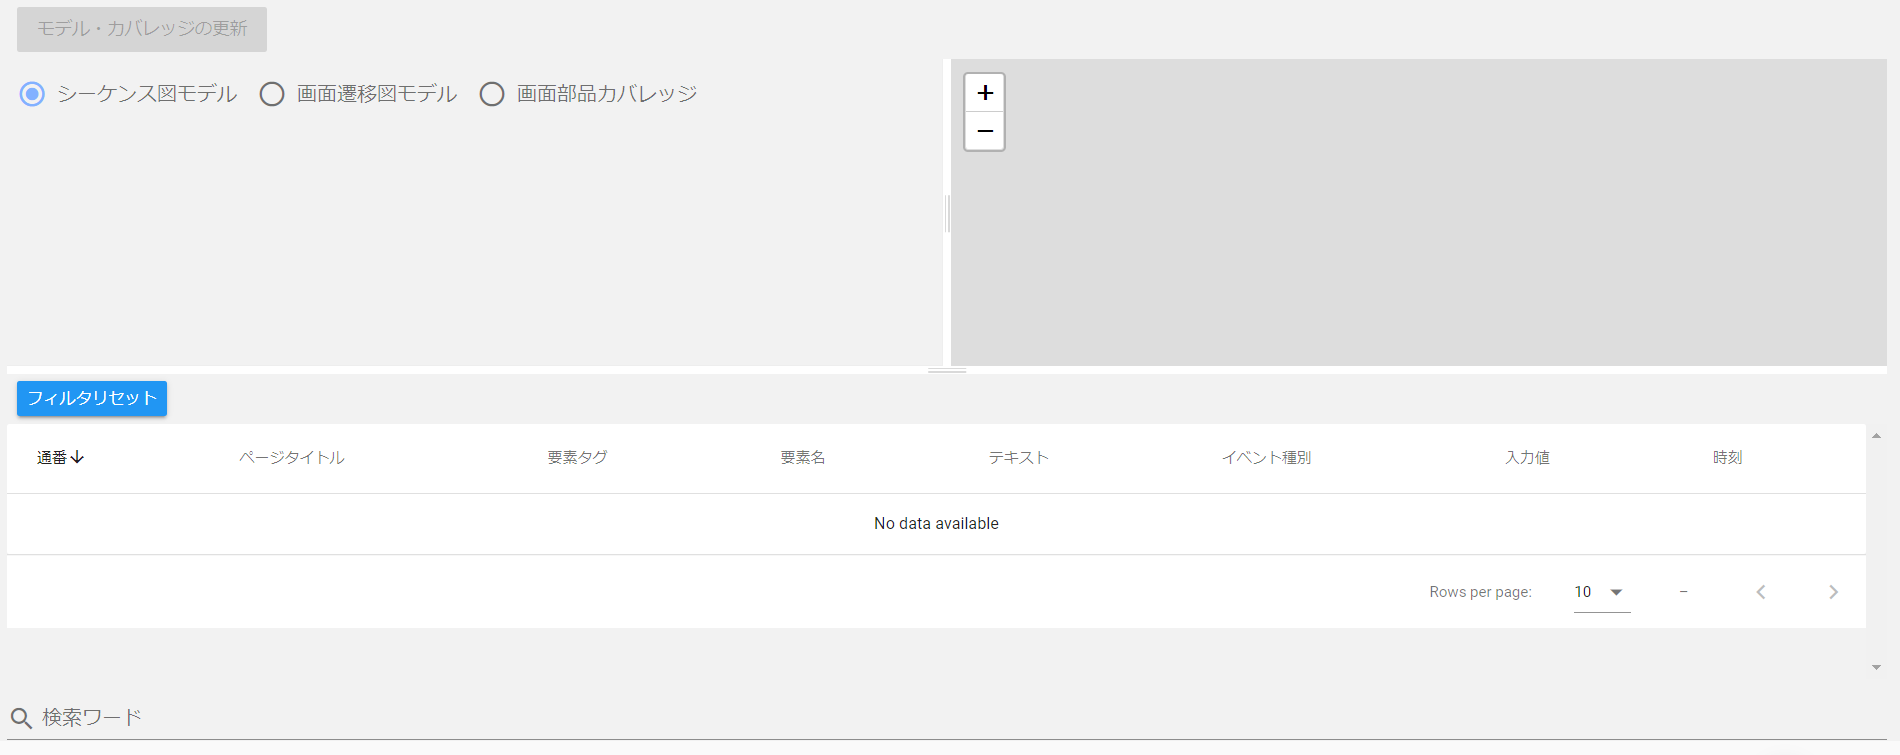 モデル・カバレッジの更新
シーケンス図モデル 画面遷移図モデル 画面部品カバレッジ
+
−
フィルタリセット
通番↓ ページタイトル 要素タグ 要素名 テキスト イベント種別 入力値 時刻
No data available
Rows per page: 10 –
検索ワード